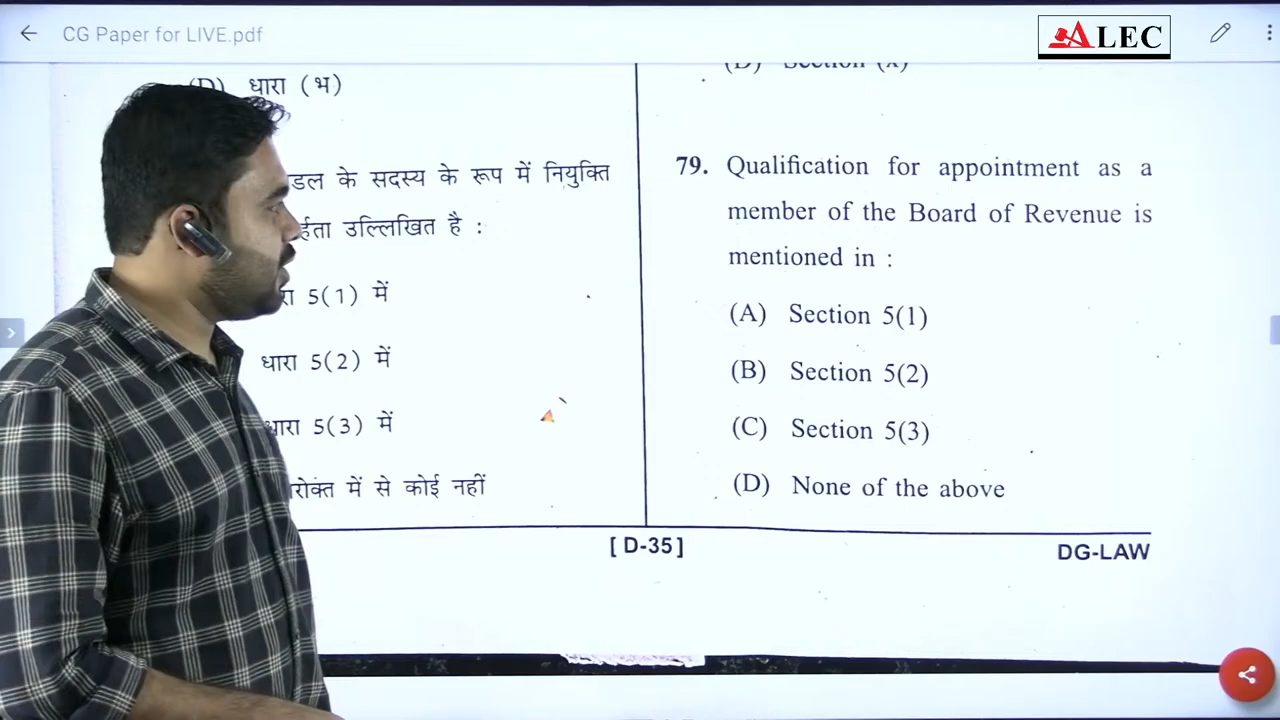 CG Paper for LIVE.pdf
ALEC
धारा (भ)
डल के सदस्य के रूप में नियुक्ति
र्हता उल्लिखित है :
5(1) में
धारा 5(2) में
धारा 5(3) में
रोक्त में से कोई नहीं
(D) Section (x)
79. Qualification for appointment as a
member of the Board of Revenue is
mentioned in :
(A) Section 5(1)
(B) Section 5(2)
(C) Section 5(3)
(D) None of the above
[ D-35 ]
DG-LAW